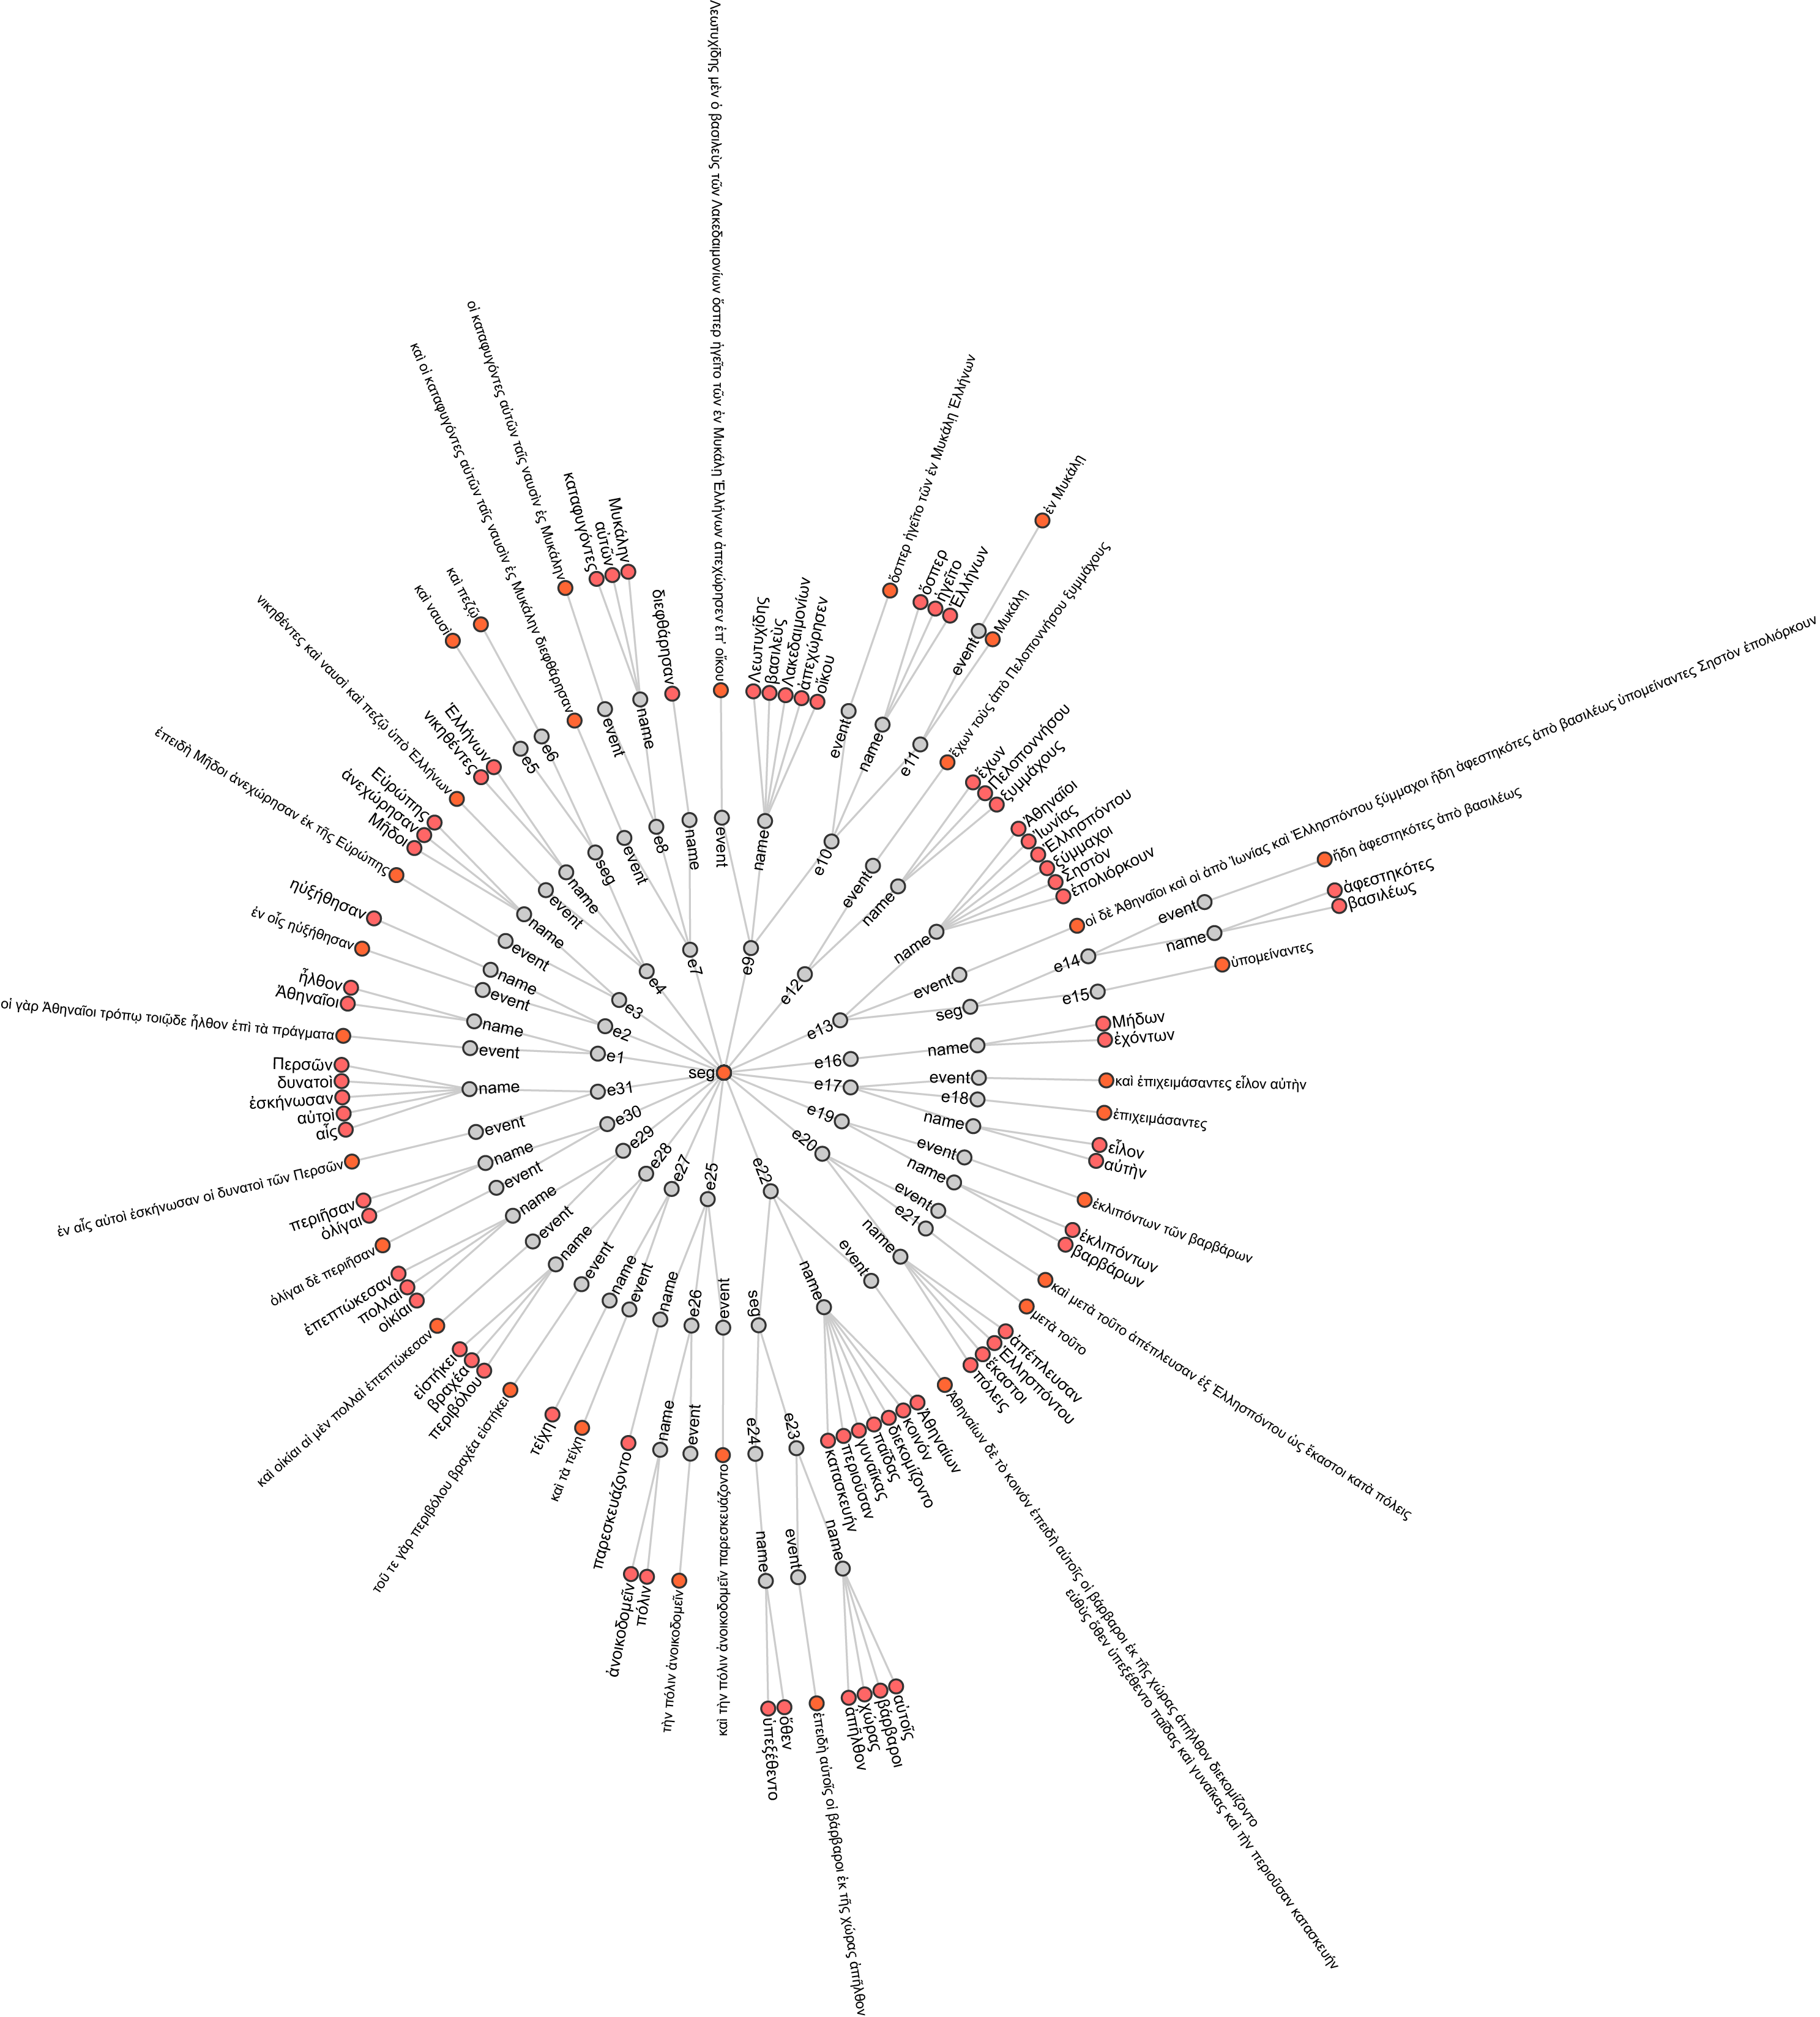 seg
e1
event
οἱ γὰρ Ἀθηναῖοι τρόπῳ τοιῷδε ἦλθον ἐπὶ τὰ πράγματα
name
Ἀθηναῖοι
ἦλθον
e2
event
ἐν οἷς ηὐξήθησαν
name
ηὐξήθησαν
e3
event
ἐπειδὴ Μῆδοι ἀνεχώρησαν ἐκ τῆς Εὐρώπης
name
Μῆδοι
ἀνεχώρησαν
Εὐρώπης
e4
event
νικηθέντες καὶ ναυσὶ καὶ πεζῷ ὑπὸ Ἑλλήνων
name
νικηθέντες
Ἑλλήνων
seg
e5
καὶ ναυσὶ
e6
καὶ πεζῷ
e7
event
καὶ οἱ καταφυγόντες αὐτῶν ταῖς ναυσὶν ἐς Μυκάλην διεφθάρησαν
e8
event
οἱ καταφυγόντες αὐτῶν ταῖς ναυσὶν ἐς Μυκάλην
name
καταφυγόντες
αὐτῶν
Μυκάλην
name
διεφθάρησαν
e9
event
Λεωτυχίδης μὲν ὁ βασιλεὺς τῶν Λακεδαιμονίων ὅσπερ ἡγεῖτο τῶν ἐν Μυκάλῃ Ἑλλήνων ἀπεχώρησεν ἐπ' οἴκου
name
Λεωτυχίδης
βασιλεὺς
Λακεδαιμονίων
ἀπεχώρησεν
οἴκου
e10
event
ὅσπερ ἡγεῖτο τῶν ἐν Μυκάλῃ Ἑλλήνων
name
ὅσπερ
ἡγεῖτο
Ἑλλήνων
e11
event
ἐν Μυκάλῃ
Μυκάλῃ
e12
event
ἔχων τοὺς ἀπὸ Πελοποννήσου ξυμμάχους
name
ἔχων
Πελοποννήσου
ξυμμάχους
e13
name
Ἀθηναῖοι
Ἰωνίας
Ἑλλησπόντου
ξύμμαχοι
Σηστὸν
ἐπολιόρκουν
event
οἱ δὲ Ἀθηναῖοι καὶ οἱ ἀπὸ Ἰωνίας καὶ Ἑλλησπόντου ξύμμαχοι ἤδη ἀφεστηκότες ἀπὸ βασιλέως ὑπομείναντες Σηστὸν ἐπολιόρκουν
seg
e14
event
ἤδη ἀφεστηκότες ἀπὸ βασιλέως
name
ἀφεστηκότες
βασιλέως
e15
ὑπομείναντες
e16
name
Μήδων
ἐχόντων
e17
event
καὶ ἐπιχειμάσαντες εἷλον αὐτὴν
e18
ἐπιχειμάσαντες
name
εἷλον
αὐτὴν
e19
event
ἐκλιπόντων τῶν βαρβάρων
name
ἐκλιπόντων
βαρβάρων
e20
event
καὶ μετὰ τοῦτο ἀπέπλευσαν ἐξ Ἑλλησπόντου ὡς ἕκαστοι κατὰ πόλεις
e21
μετὰ τοῦτο
name
ἀπέπλευσαν
Ἑλλησπόντου
ἕκαστοι
πόλεις
e22
event
Ἀθηναίων δὲ τὸ κοινόν ἐπειδὴ αὐτοῖς οἱ βάρβαροι ἐκ τῆς χώρας ἀπῆλθον διεκομίζοντο
εὐθὺς ὅθεν ὑπεξέθεντο παῖδας καὶ γυναῖκας καὶ τὴν περιοῦσαν κατασκευήν
name
Ἀθηναίων
κοινόν
διεκομίζοντο
παῖδας
γυναῖκας
περιοῦσαν
κατασκευήν
seg
e23
name
αὐτοῖς
βάρβαροι
χώρας
ἀπῆλθον
event
ἐπειδὴ αὐτοῖς οἱ βάρβαροι ἐκ τῆς χώρας ἀπῆλθον
e24
name
ὅθεν
ὑπεξέθεντο
e25
event
καὶ τὴν πόλιν ἀνοικοδομεῖν παρεσκευάζοντο
e26
event
τὴν πόλιν ἀνοικοδομεῖν
name
πόλιν
ἀνοικοδομεῖν
name
παρεσκευάζοντο
e27
event
καὶ τὰ τείχη
name
τείχη
e28
event
τοῦ τε γὰρ περιβόλου βραχέα εἱστήκει
name
περιβόλου
βραχέα
εἱστήκει
e29
event
καὶ οἰκίαι αἱ μὲν πολλαὶ ἐπεπτώκεσαν
name
οἰκίαι
πολλαὶ
ἐπεπτώκεσαν
e30
event
ὀλίγαι δὲ περιῆσαν
name
ὀλίγαι
περιῆσαν
e31
event
ἐν αἷς αὐτοὶ ἐσκήνωσαν οἱ δυνατοὶ τῶν Περσῶν
name
αἷς
αὐτοὶ
ἐσκήνωσαν
δυνατοὶ
Περσῶν